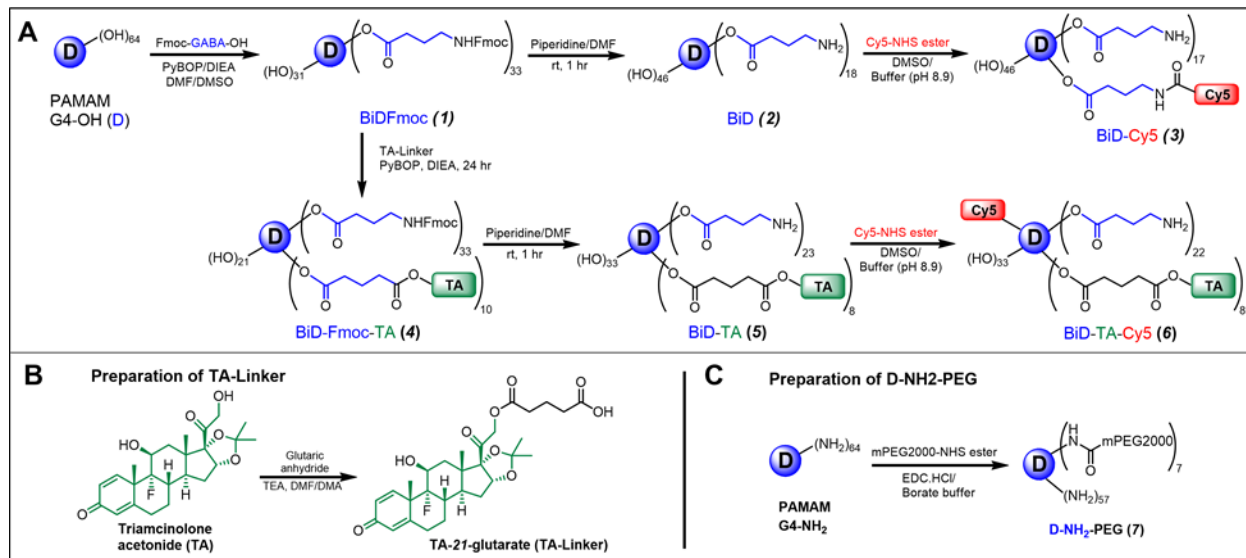 A
D
(OH)64
PAMAM
G4-OH (D)
Fmoc-GABA-OH
PyBOP/DIEA
DMF/DMSO
D
O
O
NHFmoc
33
(HO)31
BiDFmoc (1)
Piperidine/DMF
rt, 1 hr
D
O
O
NH2
18
(HO)46
BiD (2)
Cy5-NHS ester
DMSO/
Buffer (pH 8.9)
D
O
O
NH2
17
(HO)46
O
O
N
H
O
Cy5
BiD-Cy5 (3)
TA-Linker
PyBOP, DIEA, 24 hr
D
O
O
NHFmoc
33
(HO)21
O
O
O
O
TA
10
BiD-Fmoc-TA (4)
Piperidine/DMF
rt, 1 hr
D
O
O
NH2
23
(HO)33
O
O
O
O
TA
8
BiD-TA (5)
Cy5-NHS ester
DMSO/
Buffer (pH 8.9)
Cy5
D
O
O
NH2
22
(HO)33
O
O
O
O
TA
8
BiD-TA-Cy5 (6)
B
Preparation of TA-Linker
OH
O
HO
O
O
H
F
H
O
Triamcinolone
acetonide (TA)
Glutaric
anhydride
TEA, DMF/DMA
O
O
O
OH
O
HO
O
O
H
F
H
O
TA-21-glutarate (TA-Linker)
C
Preparation of D-NH2-PEG
D
(NH2)64
PAMAM
G4-NH2
mPEG2000-NHS ester
EDC.HCl/
Borate buffer
D
H
N
O
mPEG2000
7
(NH2)57
D-NH2-PEG (7)